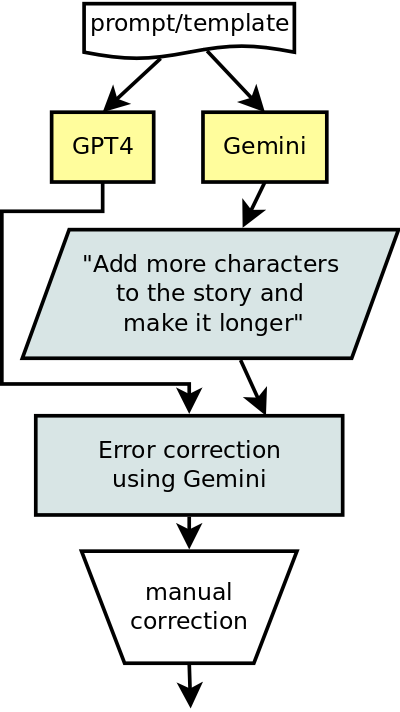 prompt/template
GPT4
Gemini
"Add more characters
to the story and
make it longer"
Error correction
using Gemini
manual
correction